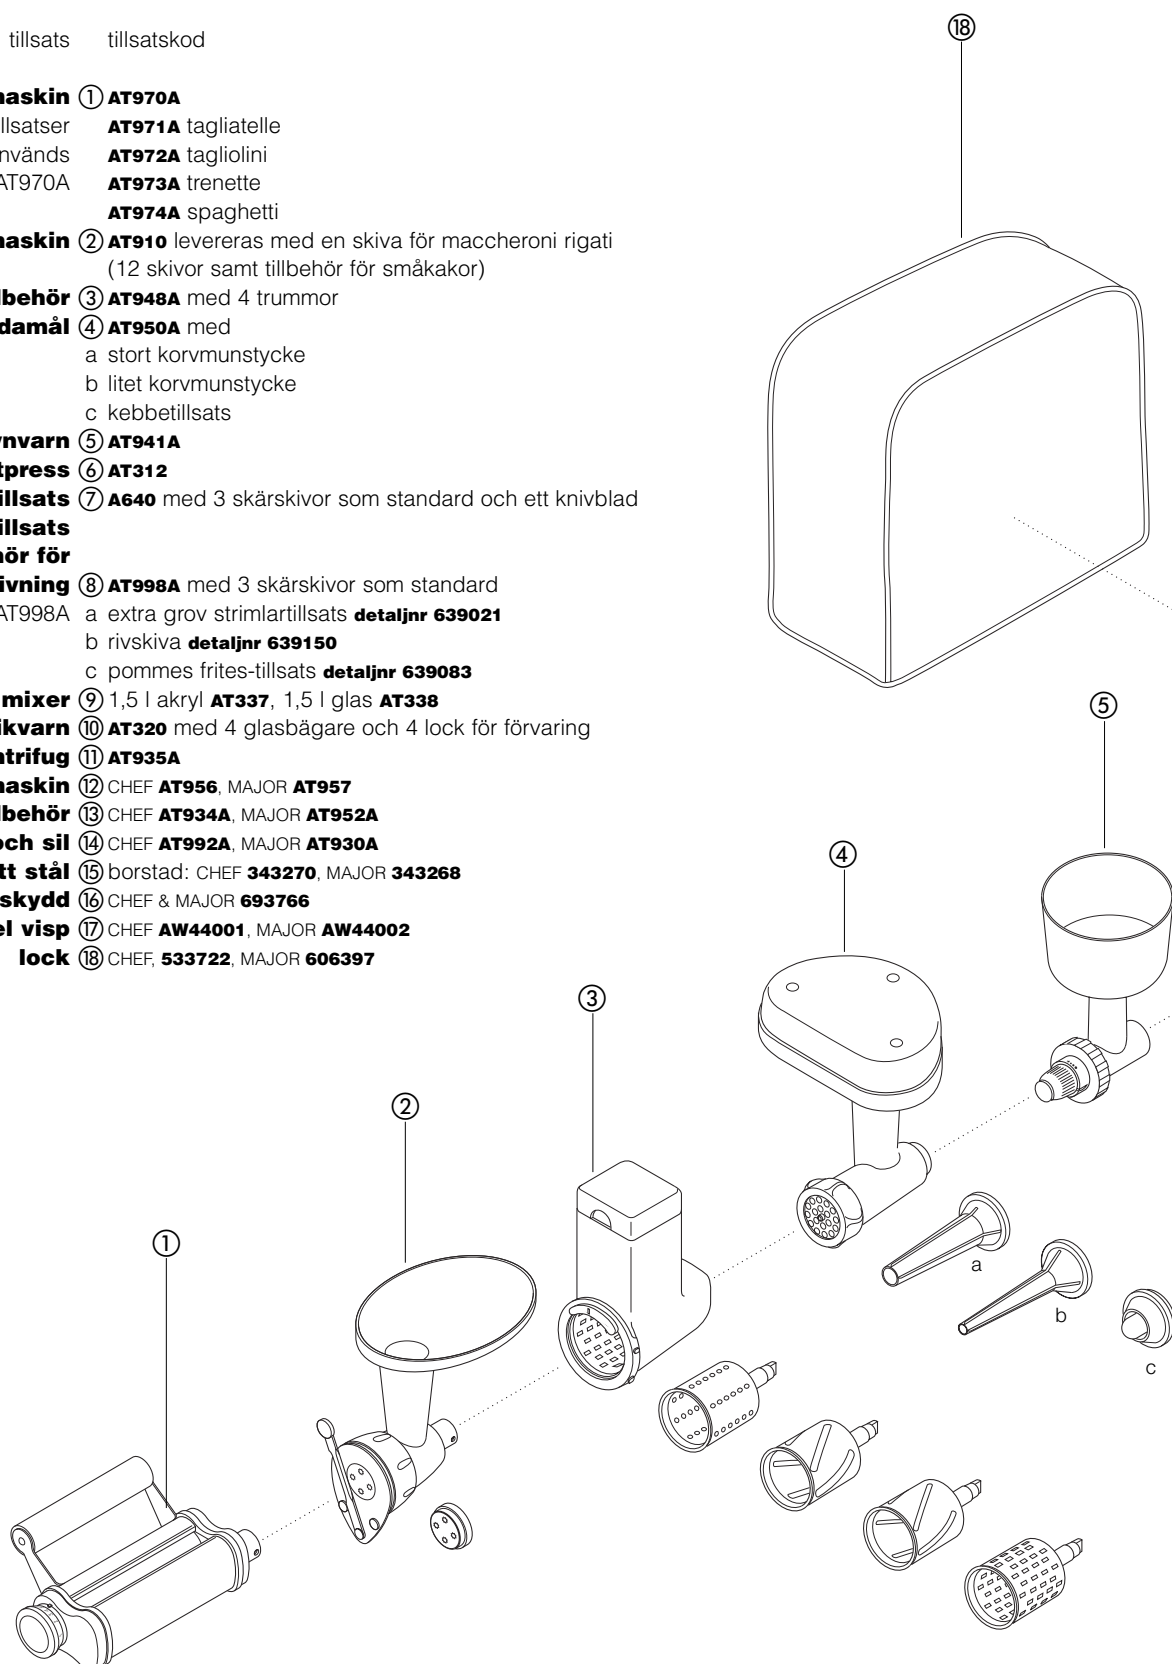 tillsats tillsatskod
maskin ① AT970A
llsatser AT971A tagliatelle
nvänds AT972A tagliolini
AT970A AT973A trenette
AT974A spaghetti
maskin ② AT910 levereras med en skiva för maccheroni rigati
(12 skivor samt tillbehör för småkakor)
lbehör ③ AT948A med 4 trummor
damål ④ AT950A med
a stort korvmunstycke
b litet korvmunstycke
c kebbetillsats
ynvarn ⑤ AT941A
tpress ⑥ AT312
illsats ⑦ A640 med 3 skärskivor som standard och ett knivblad
illsats
hör för
ivning ⑧ AT998A med 3 skärskivor som standard
AT998A a extra grov strimlartillsats detaljnr 639021
b rivskiva detaljnr 639150
c pommes frites-tillsats detaljnr 639083
mixer ⑨ 1,5 l akryl AT337, 1,5 l glas AT338
ikvarn ⑩ AT320 med 4 glasbägare och 4 lock för förvaring
ntrifug ⑪ AT935A
maskin ⑫ CHEF AT956, MAJOR AT957
lbehör ⑬ CHEF AT934A, MAJOR AT952A
och sil ⑭ CHEF AT992A, MAJOR AT930A
tt stål ⑮ borstad: CHEF 343270, MAJOR 343268
skydd ⑯ CHEF & MAJOR 693766
el visp ⑰ CHEF AW44001, MAJOR AW44002
lock ⑱ CHEF, 533722, MAJOR 606397
⑱
⑤
④
③
②
①
a
b
c